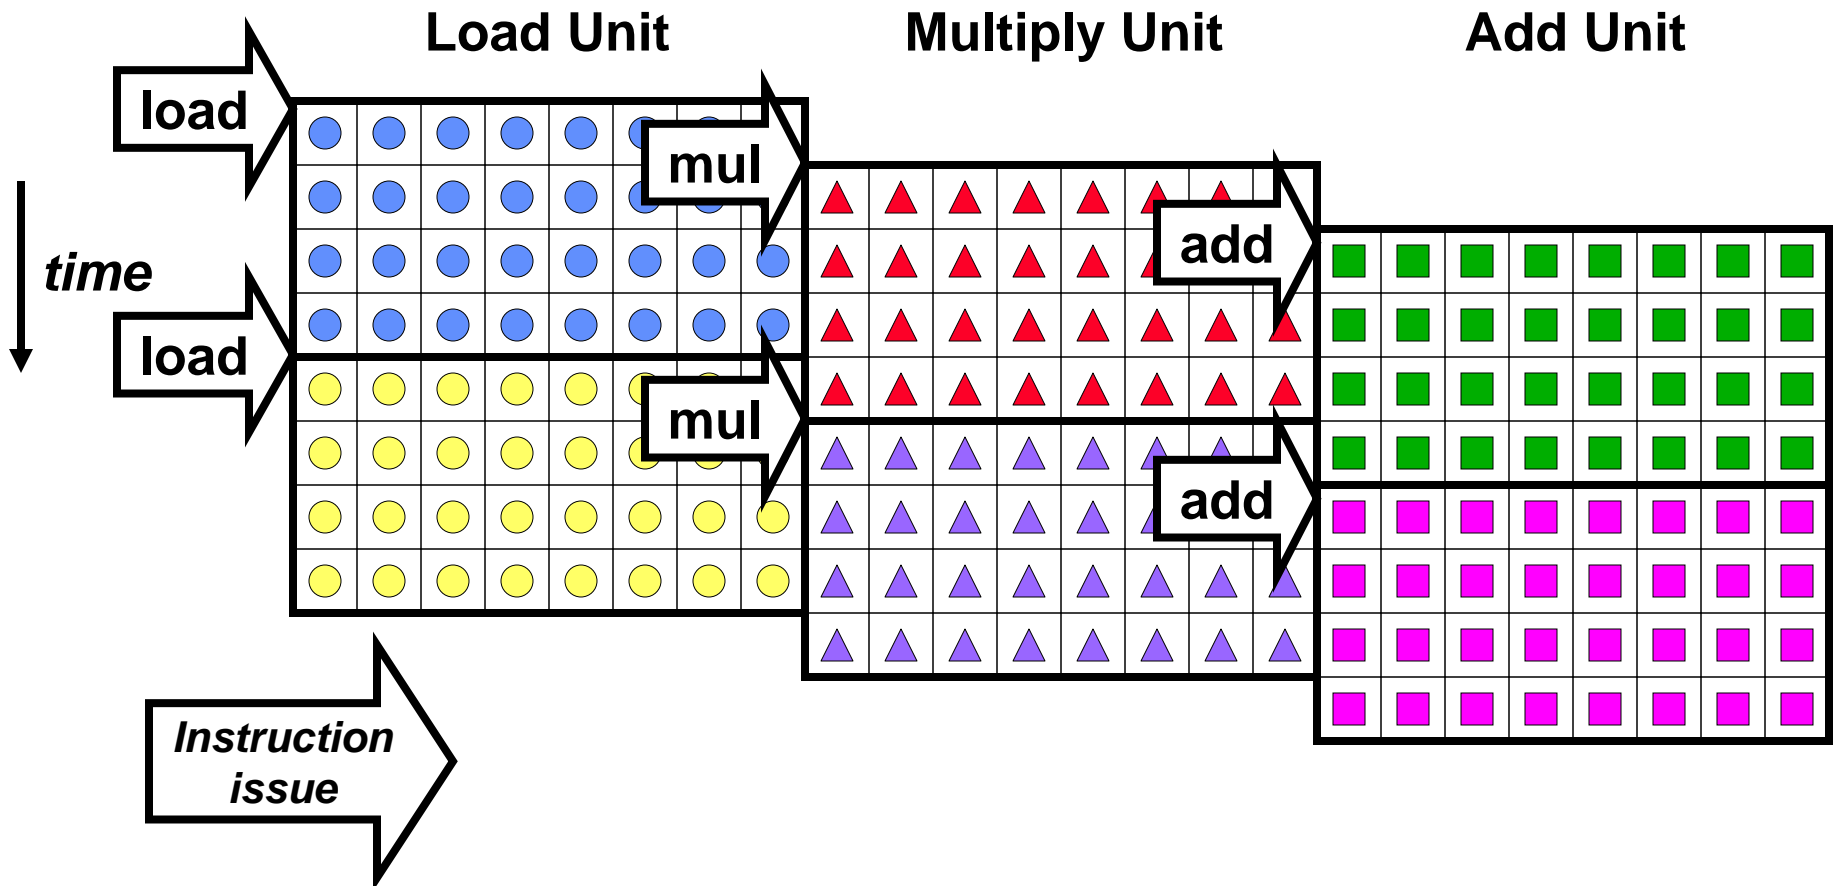 Load Unit
Multiply Unit
Add Unit
load
mul
add
time
load
mul
add
Instruction
issue